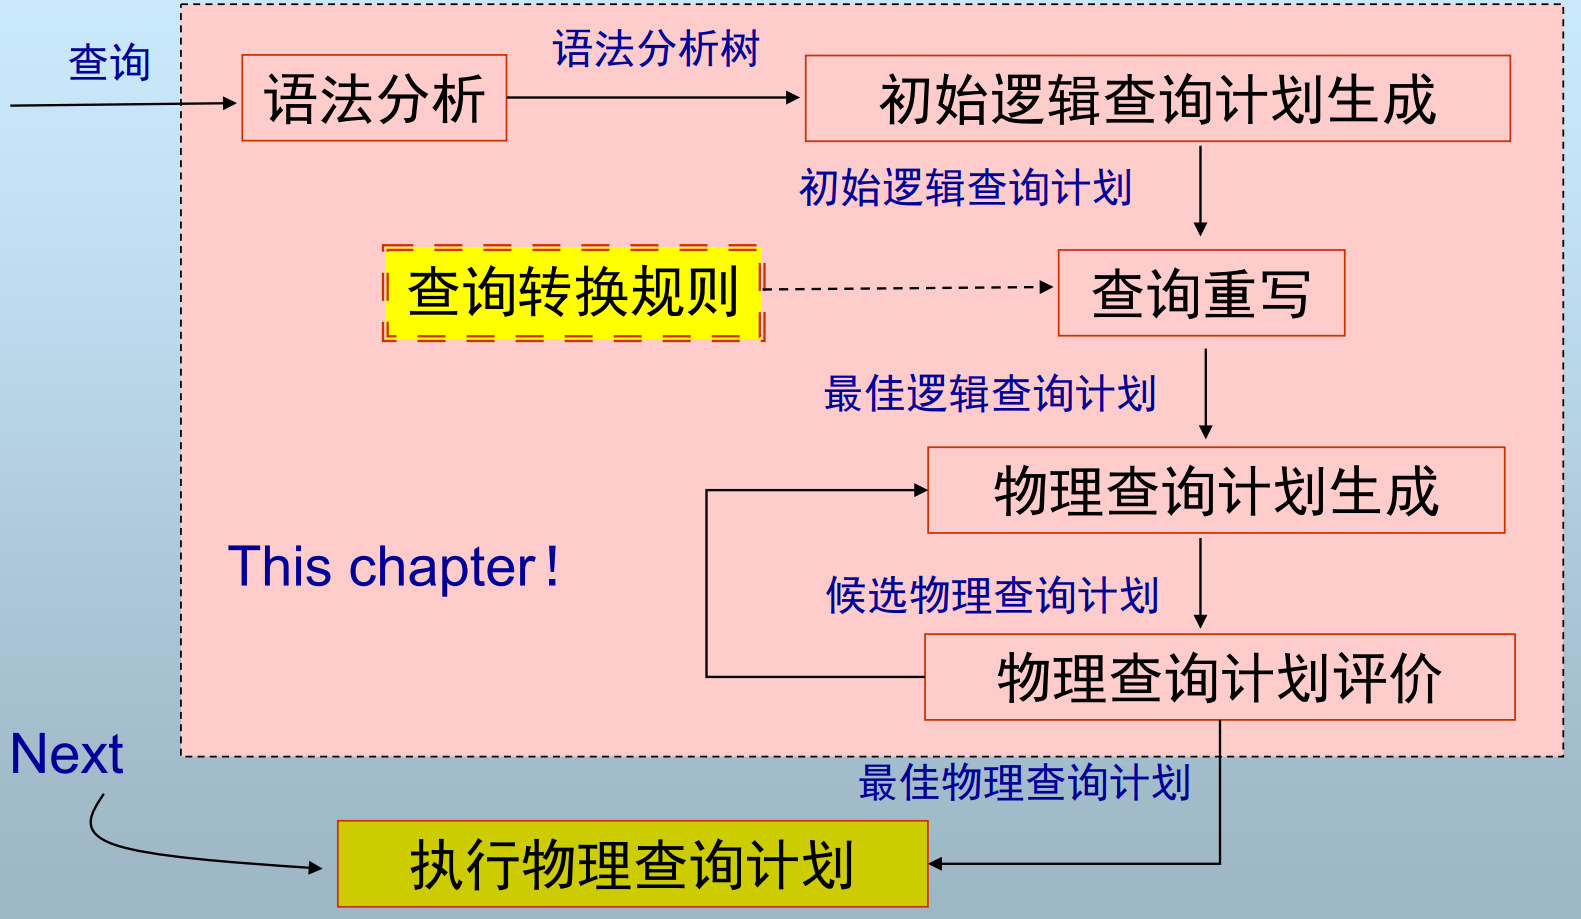 查询
语法分析
语法分析树
初始逻辑查询计划生成
初始逻辑查询计划
查询转换规则
查询重写
最佳逻辑查询计划
物理查询计划生成
This chapter！
候选物理查询计划
物理查询计划评价
Next
最佳物理查询计划
执行物理查询计划